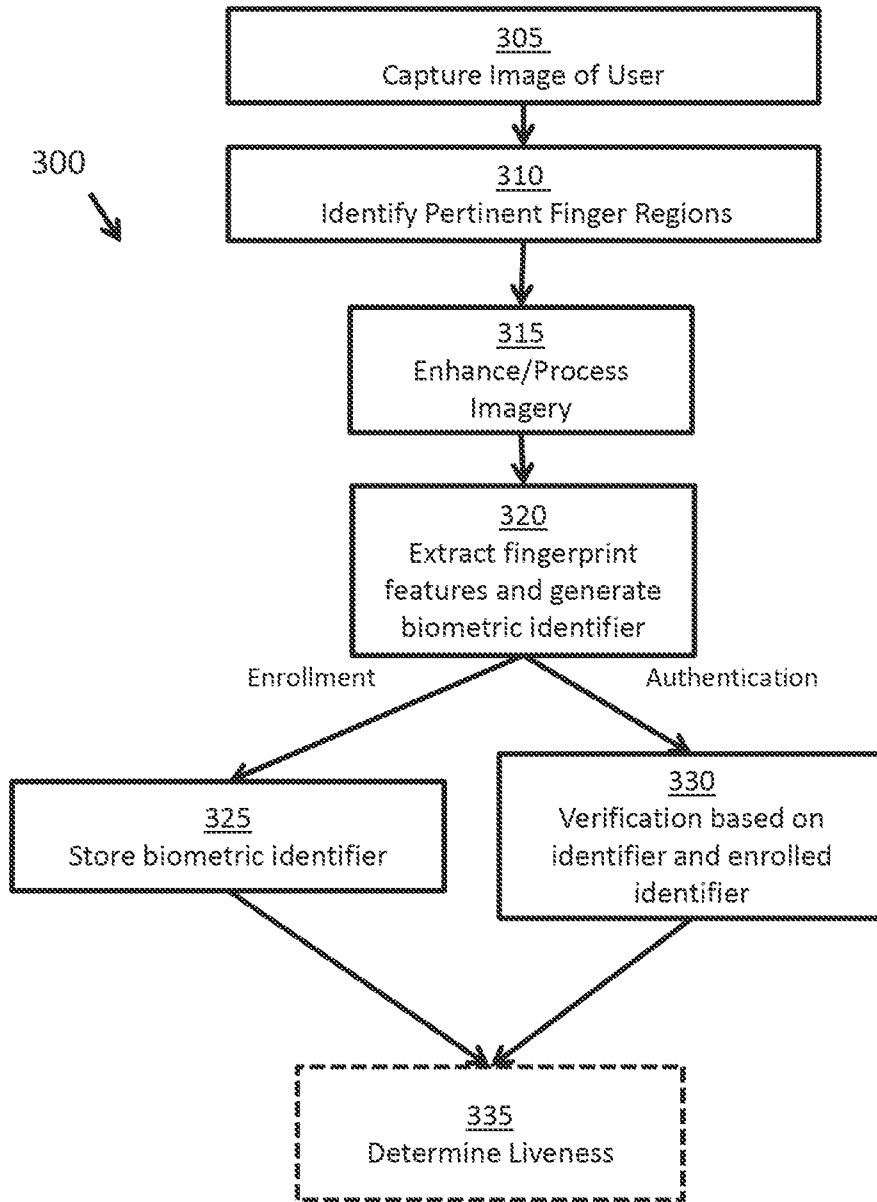 305
Capture Image of User
300
310
Identify Pertinent Finger Regions
315
Enhance/Process
Imagery
320
Extract fingerprint
features and generate
biometric identifier
Enrollment
Authentication
325
Store biometric identifier
330
Verification based on
identifier and enrolled
identifier
335
Determine Liveness